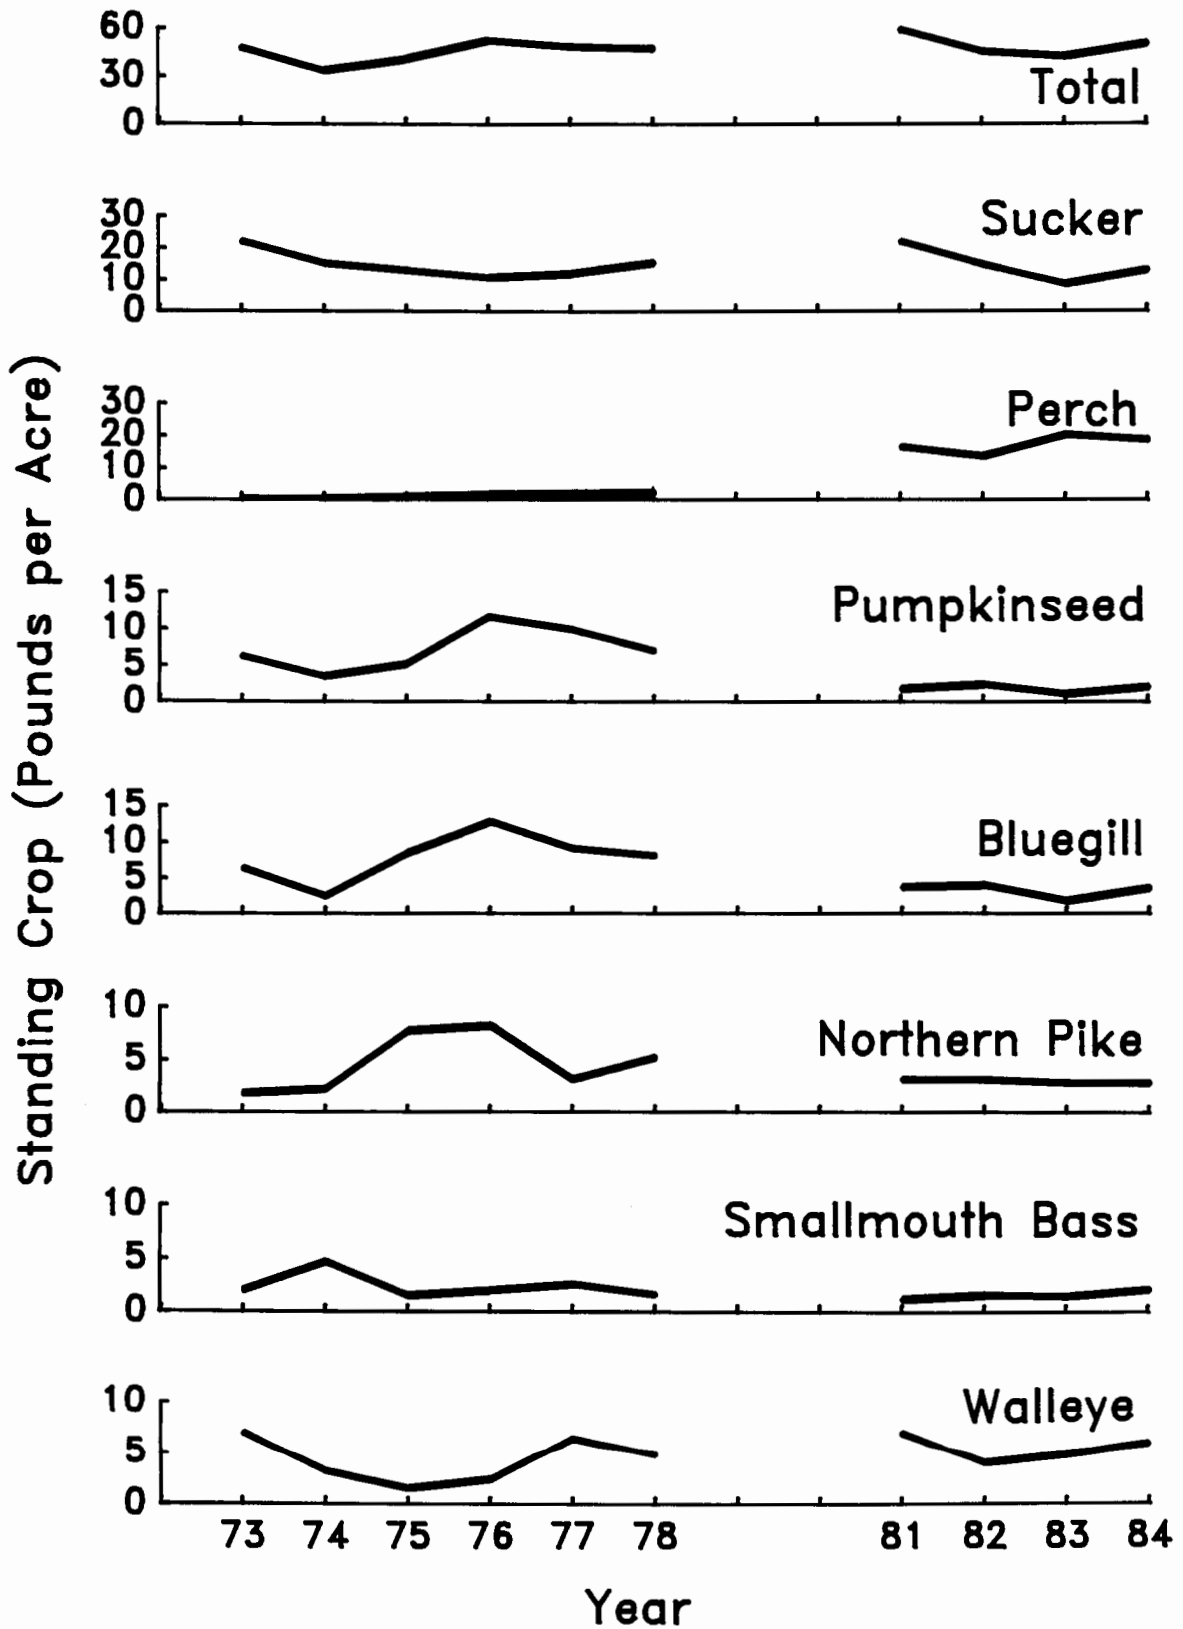 Standing Crop (Pounds per Acre)
60
30
0
Total
30
20
10
0
Sucker
30
20
10
0
Perch
15
10
5
0
Pumpkinseed
15
10
5
0
Bluegill
10
5
0
Northern Pike
10
5
0
Smallmouth Bass
10
5
0
Walleye
73 74 75 76 77 78 81 82 83 84
Year